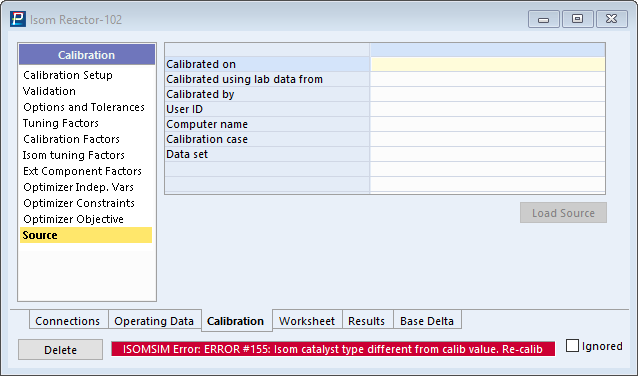 Isom Reactor-102
Calibration
Calibration Setup
Validation
Options and Tolerances
Tuning Factors
Calibration Factors
Isom tuning Factors
Ext Component Factors
Optimizer Indep. Vars
Optimizer Constraints
Optimizer Objective
Source
Calibrated on
Calibrated using lab data from
Calibrated by
User ID
Computer name
Calibration case
Data set
Load Source
Connections Operating Data Calibration Worksheet Results Base Delta
Delete
ISOMSIM Error: ERROR #155: Isom catalyst type different from calib value. Re-calib
Ignored